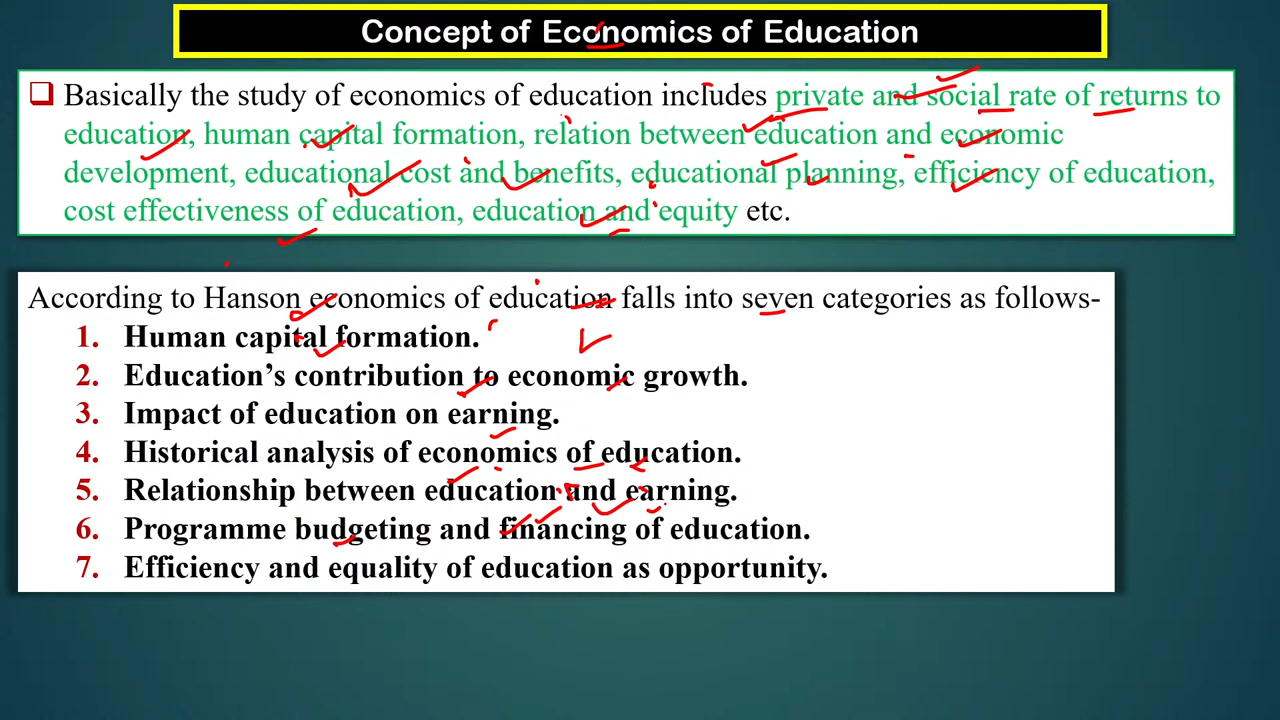 Concept of Economics of Education
Basically the study of economics of education includes private and social rate of returns to
education, human capital formation, relation between education and economic
development, educational cost and benefits, educational planning, efficiency of education,
cost effectiveness of education, education and equity etc.
According to Hanson economics of education falls into seven categories as follows-
1. Human capital formation.
2. Education’s contribution to economic growth.
3. Impact of education on earning.
4. Historical analysis of economics of education.
5. Relationship between education and earning.
6. Programme budgeting and financing of education.
7. Efficiency and equality of education as opportunity.